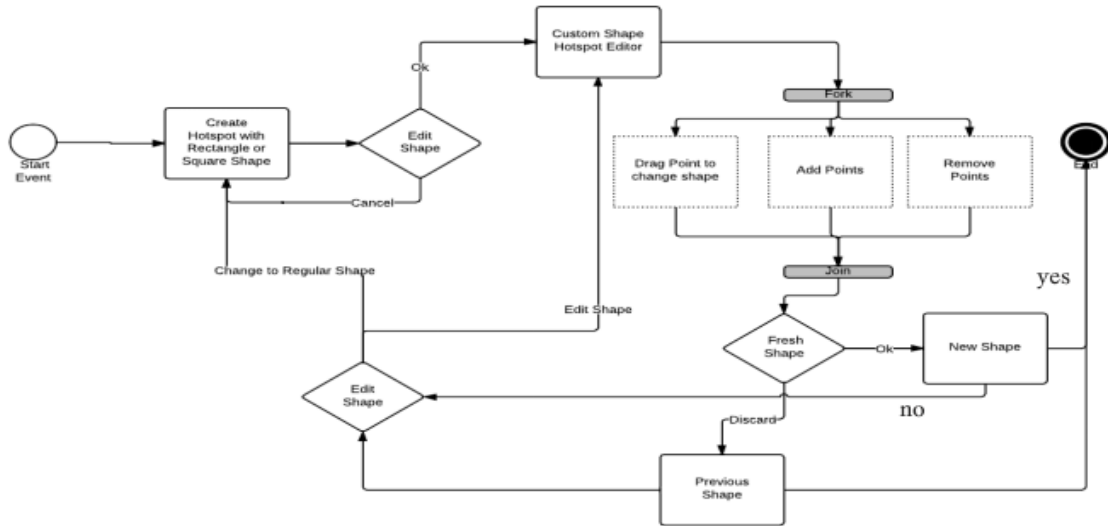 Custom Shape
Hotspot Editor
Ok
Fork
Create
Hotspot with
Rectangle or
Square Shape
Edit
Shape
Start
Event
Drag Point to
change shape
Add Points
Remove
Points
End
Cancel
Change to Regular Shape
Join
yes
Edit Shape
Fresh
Shape
Ok
New Shape
Edit
Shape
no
Discard
Previous
Shape